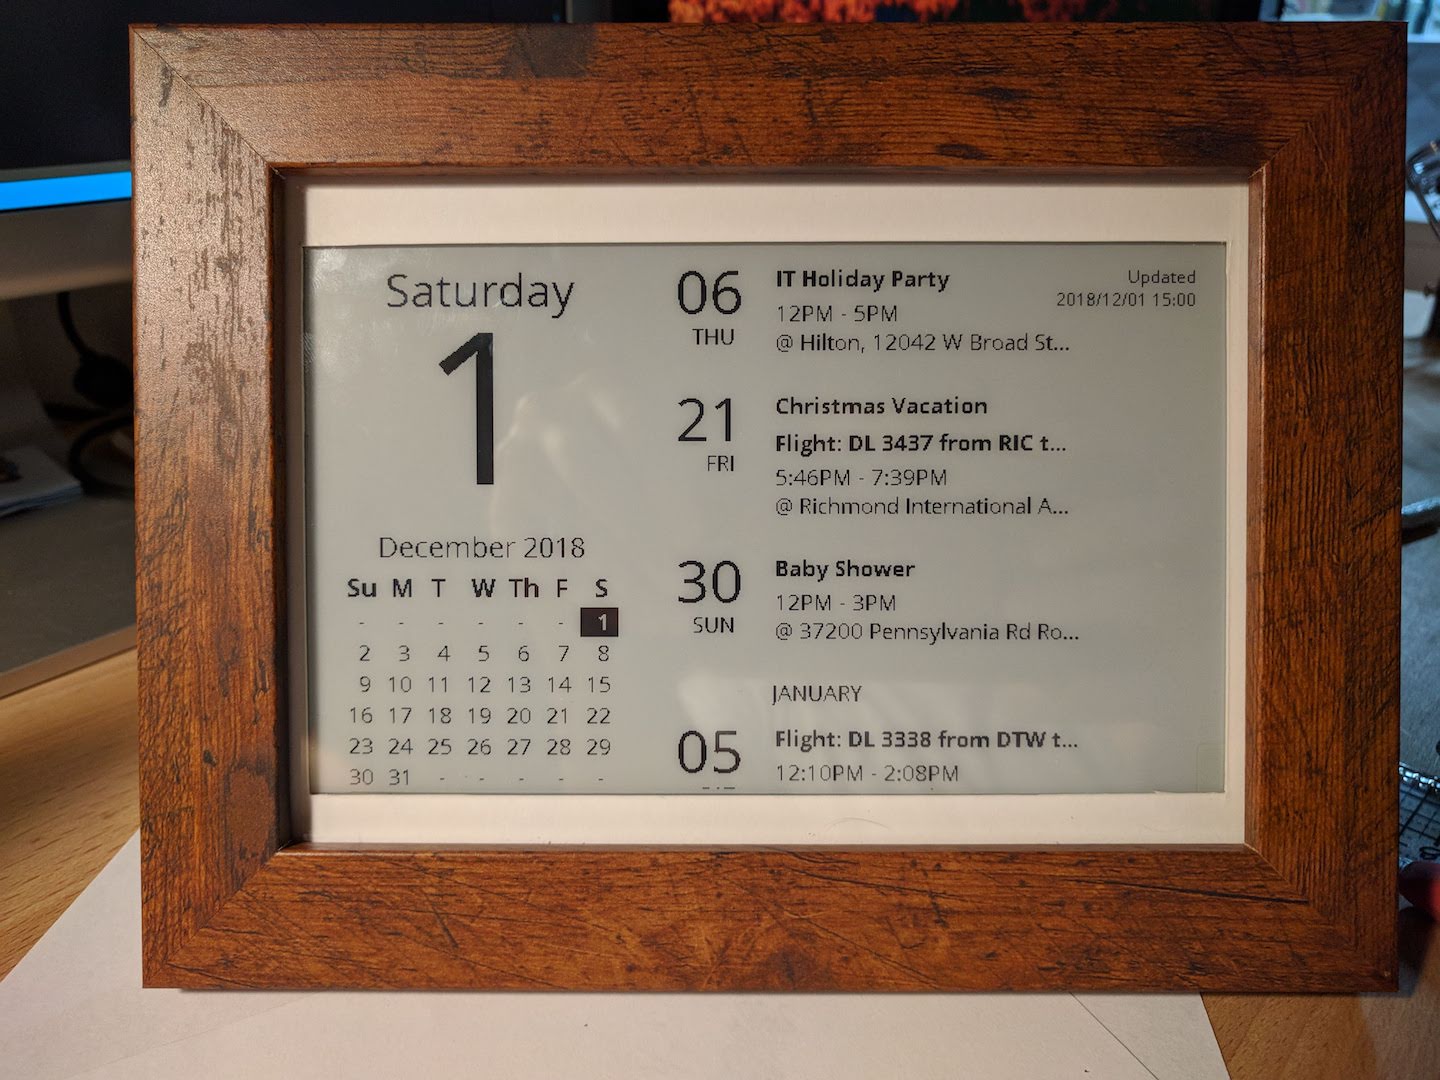 Saturday
1
December 2018
Su M T W Th F S
- - - - - - 1
2 3 4 5 6 7 8
9 10 11 12 13 14 15
16 17 18 19 20 21 22
23 24 25 26 27 28 29
30 31 - - - - -
Updated
2018/12/01 15:00
06
THU
IT Holiday Party
12PM - 5PM
@ Hilton, 12042 W Broad St...
21
FRI
Christmas Vacation
Flight: DL 3437 from RIC t...
5:46PM - 7:39PM
@ Richmond International A...
30
SUN
Baby Shower
12PM - 3PM
@ 37200 Pennsylvania Rd Ro...
JANUARY
05
Flight: DL 3338 from DTW t...
12:10PM - 2:08PM